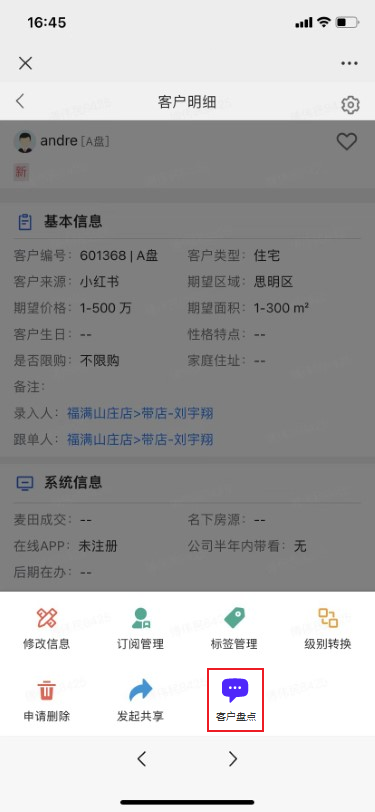 16:45
客户明细
andre [A盘]
新
基本信息
客户编号： 601368 | A盘 客户类型： 住宅
客户来源： 小红书 期望区域： 思明区
期望价格： 1-500 万 期望面积： 1-300 m²
客户生日： -- 性格特点： --
是否限购： 不限购 家庭住址： --
备注：
录入人： 福满山庄店>带店-刘宇翔
跟单人： 福满山庄店>带店-刘宇翔
系统信息
麦田成交： -- 名下房源： --
在线APP： 未注册 公司半年内带看： 无
后期在办： --
修改信息 订阅管理 标签管理 级别转换
申请删除 发起共享 客户盘点